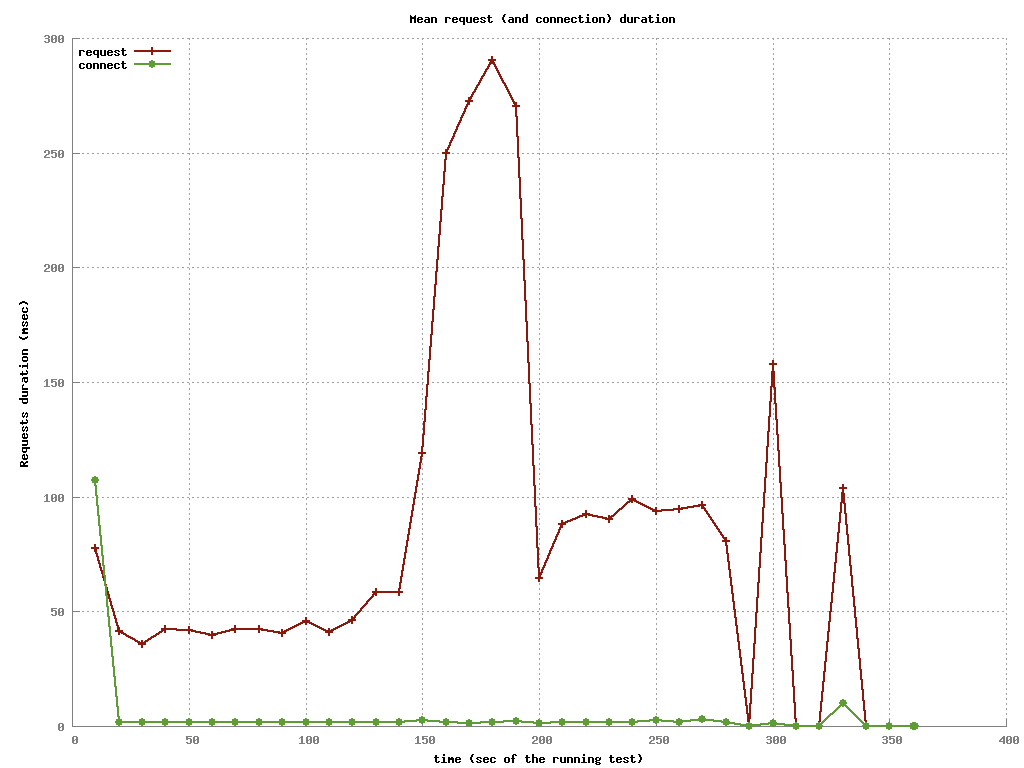 Mean request (and connection) duration
request
connect
300
250
200
150
100
50
0
Requests duration (msec)
0 50 100 150 200 250 300 350 400
time (sec of the running test)